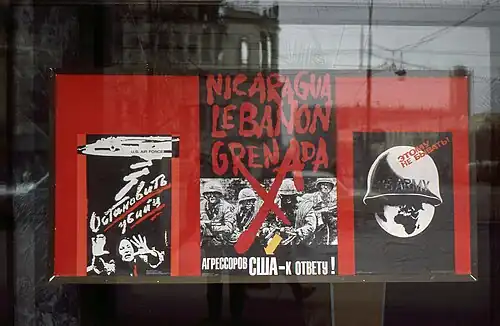 U.S. AIR FORCE
Остановить
убийц
NICARAGUA
LEBANON
GRENADA
АГРЕССОРОВ США-К ОТВЕТУ!
ЭТОМУ
НЕ БЫВАТЬ!
US ARMY